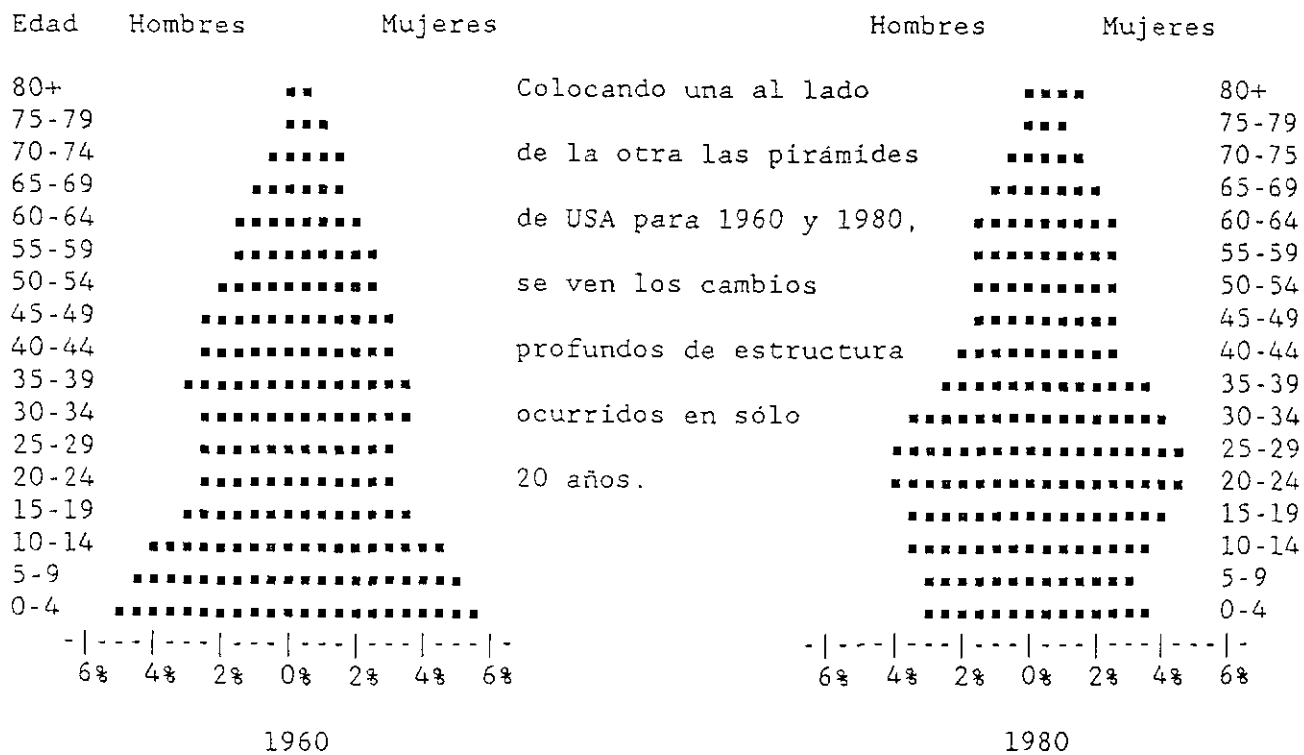 Edad Hombres Mujeres Hombres Mujeres
80+ Colocando una al lado 80+
75-79 75-79
70-74 de la otra las pirámides 70-75
65-69 65-69
60-64 de USA para 1960 y 1980, 60-64
55-59 55-59
50-54 se ven los cambios 50-54
45-49 45-49
40-44 profundos de estructura 40-44
35-39 35-39
30-34 ocurridos en sólo 30-34
25-29 25-29
20-24 20 años. 20-24
15-19 15-19
10-14 10-14
5-9 5-9
0-4 0-4
6% 4% 2% 0% 2% 4% 6% 6% 4% 2% 0% 2% 4% 6%
1960 1980